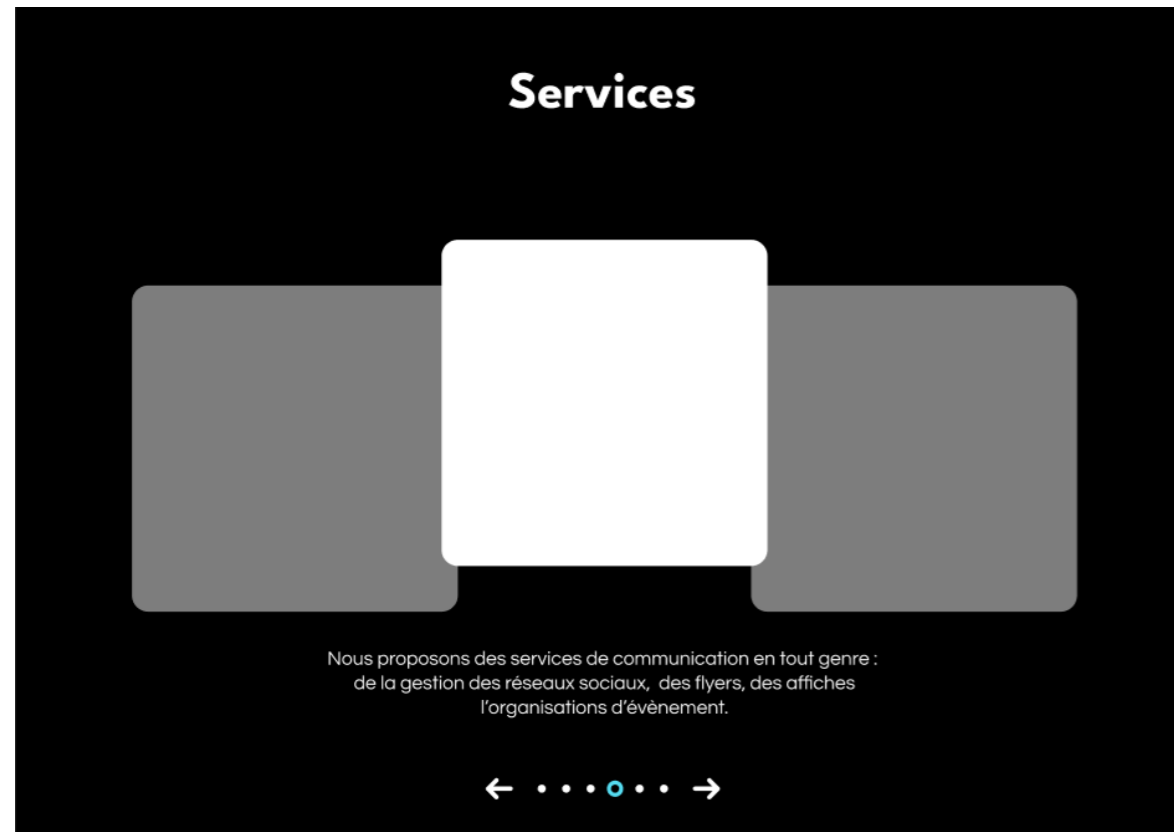 Services
Nous proposons des services de communication en tout genre :
de la gestion des réseaux sociaux,  des flyers, des affiches
l'organisations d'évènement.